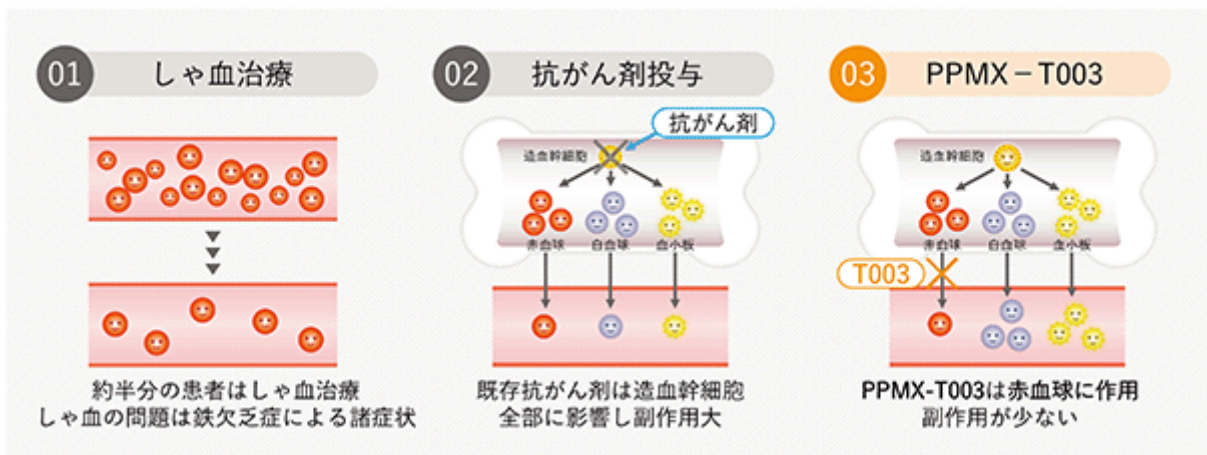 01 しゃ血治療
約半分の患者はしゃ血治療
しゃ血の問題は鉄欠乏症による諸症状
02 抗がん剤投与
抗がん剤
造血幹細胞
赤血球 白血球 血小板
既存抗がん剤は造血幹細胞
全部に影響し副作用大
03 PPMX−T003
造血幹細胞
赤血球 白血球 血小板
T003
PPMX-T003は赤血球に作用
副作用が少ない